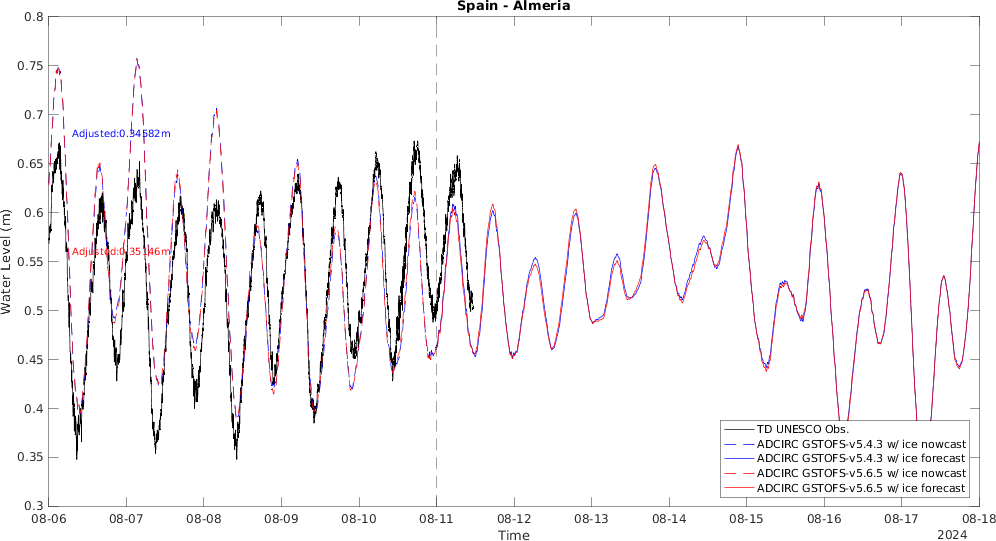 Spain - Almeria
0.8
0.75
0.7
0.65
0.6
0.55
0.5
0.45
0.4
0.35
0.3
Water Level (m)
Adjusted:0.34582m
Adjusted:0.35146m
TD UNESCO Obs.
ADCIRC GSTOFS-v5.4.3 w/ ice nowcast
ADCIRC GSTOFS-v5.4.3 w/ ice forecast
ADCIRC GSTOFS-v5.6.5 w/ ice nowcast
ADCIRC GSTOFS-v5.6.5 w/ ice forecast
08-06 08-07 08-08 08-09 08-10 08-11 08-12 08-13 08-14 08-15 08-16 08-17 08-18
Time
2024